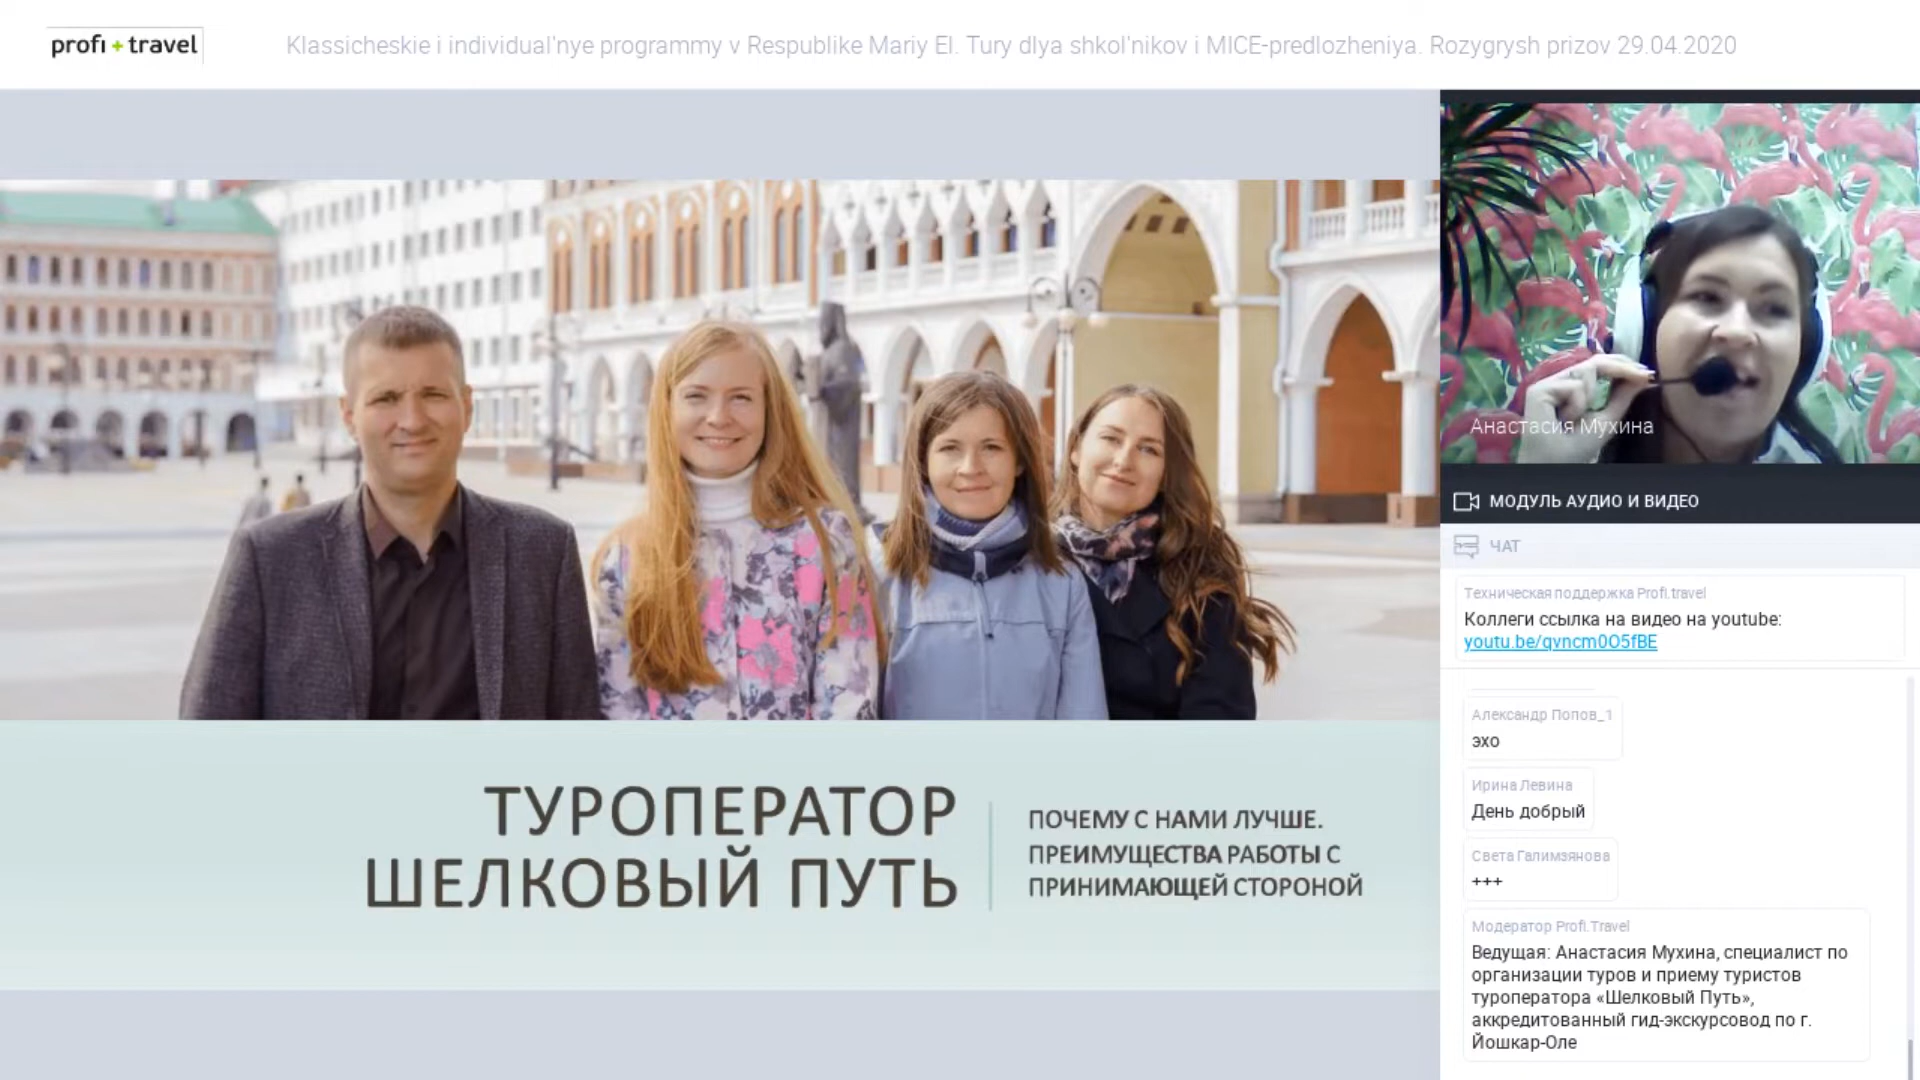 profi + travel
Klassicheskie i individual'nye programmy v Respublike Mariy El. Tury dlya shkol'nikov i MICE-predlozheniya. Rozygrysh prizov 29.04.2020
ТУРОПЕРАТОР
ШЕЛКОВЫЙ ПУТЬ
ПОЧЕМУ С НАМИ ЛУЧШЕ.
ПРЕИМУЩЕСТВА РАБОТЫ С
ПРИНИМАЮЩЕЙ СТОРОНОЙ
Анастасия Мухина
МОДУЛЬ АУДИО И ВИДЕО
ЧАТ
Техническая поддержка Profi.travel
Коллеги ссылка на видео на youtube:
youtu.be/qvncm0O5fBE
Александр Попов_1
эхо
Ирина Левина
День добрый
Света Галимзянова
+++
Модератор Profi.Travel
Ведущая: Анастасия Мухина, специалист по
организации туров и приему туристов
туроператора «Шелковый Путь»,
аккредитованный гид-экскурсовод по г.
Йошкар-Оле